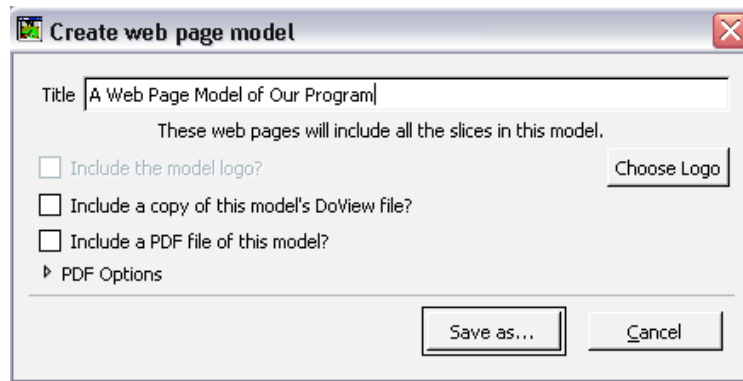 Create web page model
Title A Web Page Model of Our Program
These web pages will include all the slices in this model.
Include the model logo? Choose Logo
Include a copy of this model's DoView file?
Include a PDF file of this model?
PDF Options
Save as... Cancel